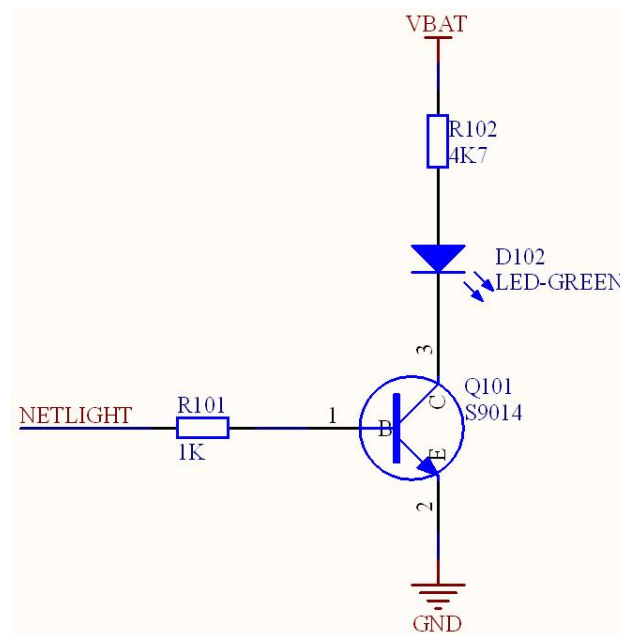 VBAT
R102
4K7
D102
LED-GREEN
3
Q101
C
S9014
NETLIGHT
R101
1
B
1K
E
2
GND